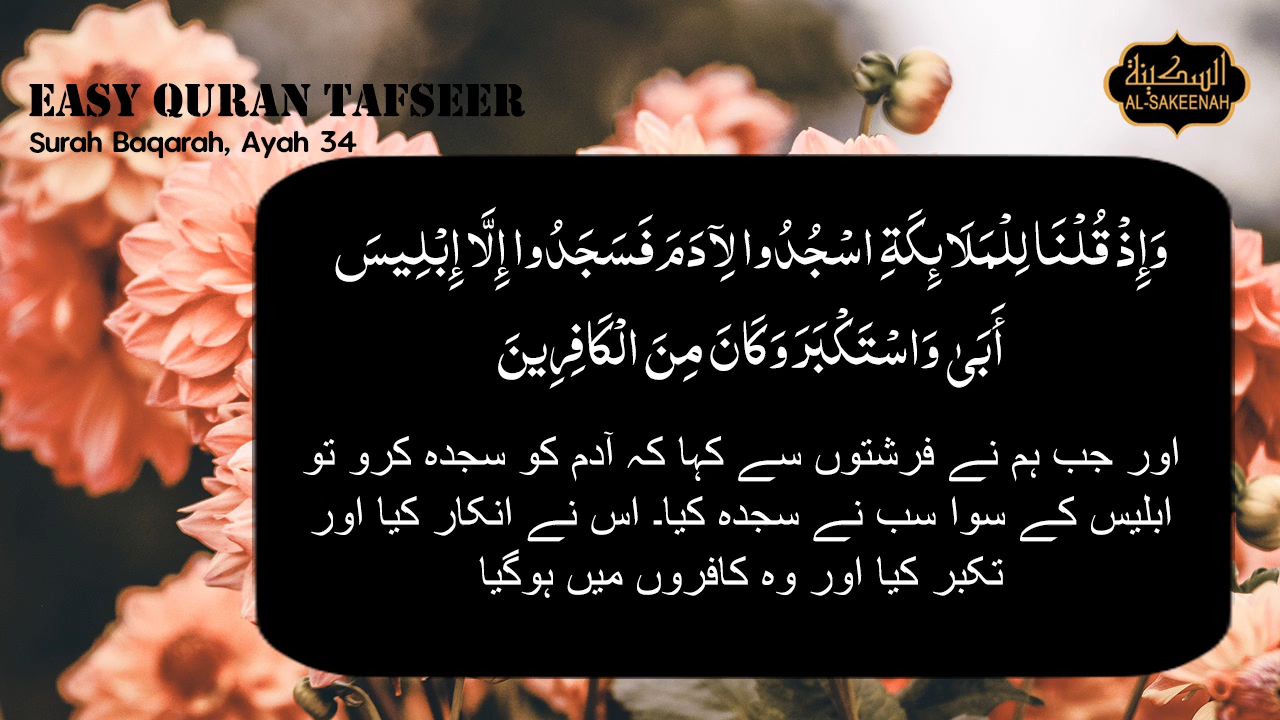 EASY QURAN TAFSEER
Surah Baqarah, Ayah 34
السكينة
AL-SAKEENAH
وَإِذْ قُلْنَا لِلْمَلَائِكَةِ اسْجُدُوا لِآدَمَ فَسَجَدُوا إِلَّا إِبْلِيسَ
أَبَىٰ وَاسْتَكْبَرَ وَكَانَ مِنَ الْكَافِرِينَ
اور جب ہم نے فرشتوں سے کہا کہ آدم کو سجدہ کرو تو
ابلیس کے سوا سب نے سجدہ کیا۔ اس نے انکار کیا اور
تکبر کیا اور وہ کافروں میں ہوگیا